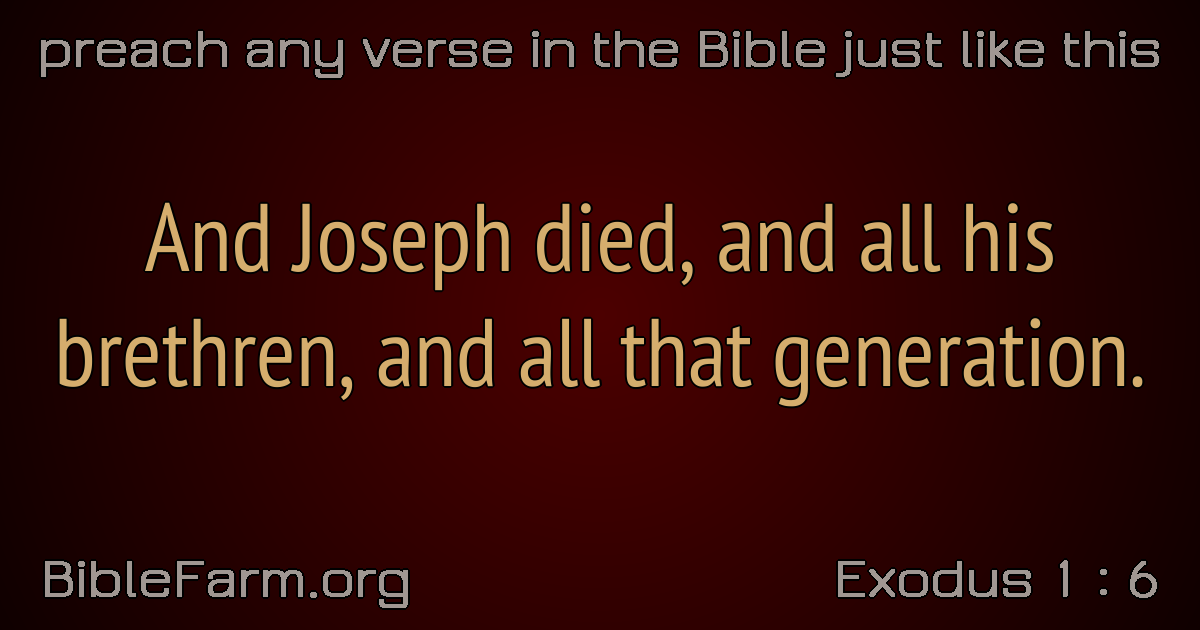 preach any verse in the Bible just like this
And Joseph died, and all his
brethren, and all that generation.
BibleFarm.org
Exodus 1 : 6